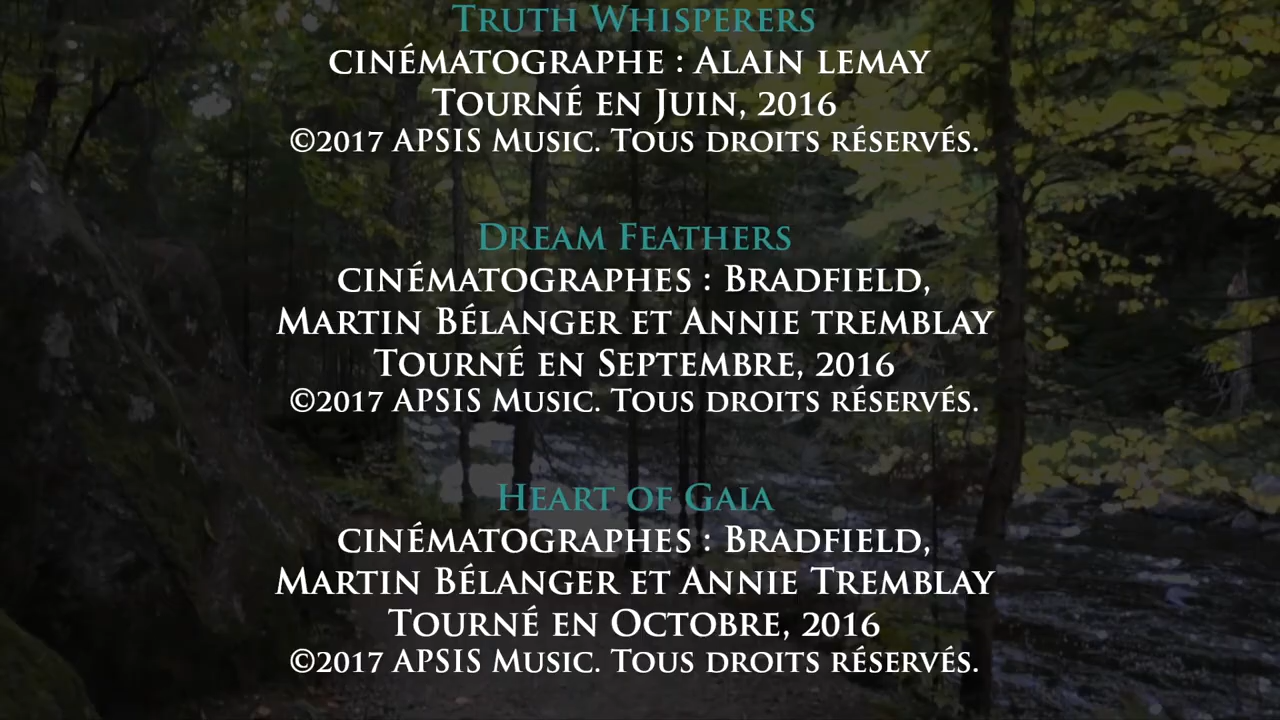 Truth Whisperers
cinématographe : Alain lemay
Tourné en Juin, 2016
©2017 APSIS Music. Tous droits réservés.
Dream Feathers
cinématographes : Bradfield,
Martin Bélanger et Annie tremblay
Tourné en Septembre, 2016
©2017 APSIS Music. Tous droits réservés.
Heart of Gaia
cinématographes : Bradfield,
Martin Bélanger et Annie Tremblay
Tourné en Octobre, 2016
©2017 APSIS Music. Tous droits réservés.